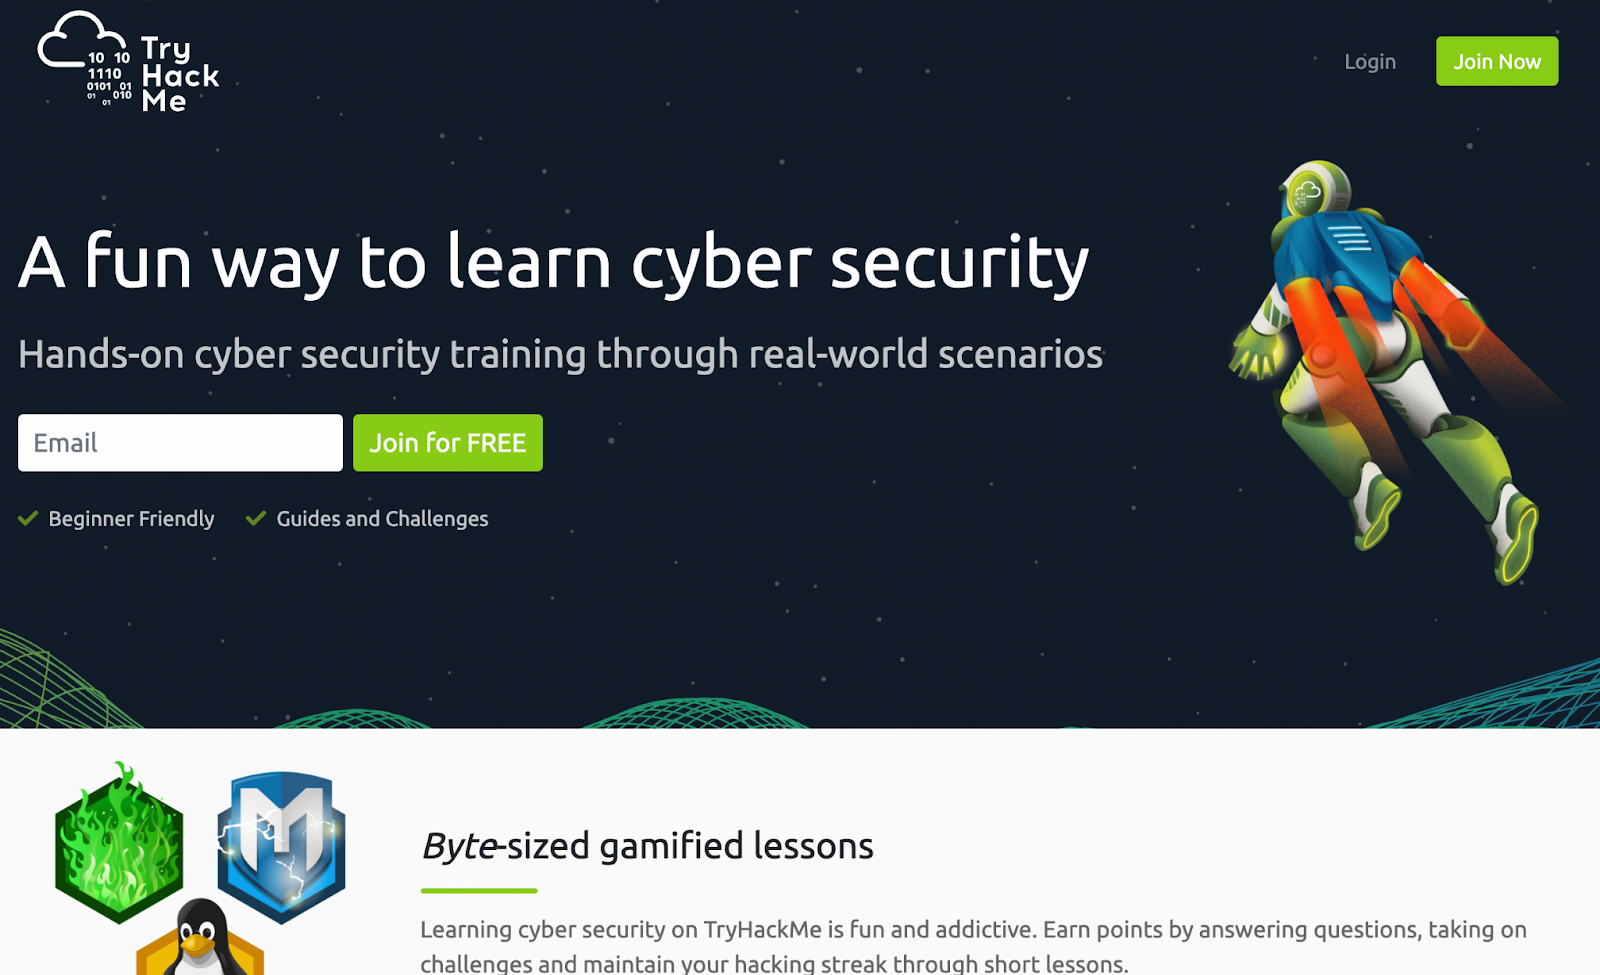 10 10
1110
0101 01
01 010
01
Try
Hack
Me
Login
Join Now
A fun way to learn cyber security
Hands-on cyber security training through real-world scenarios
Email
Join for FREE
Beginner Friendly
Guides and Challenges
M
Byte-sized gamified lessons
Learning cyber security on TryHackMe is fun and addictive. Earn points by answering questions, taking on
challenges and maintain your hacking streak through short lessons.